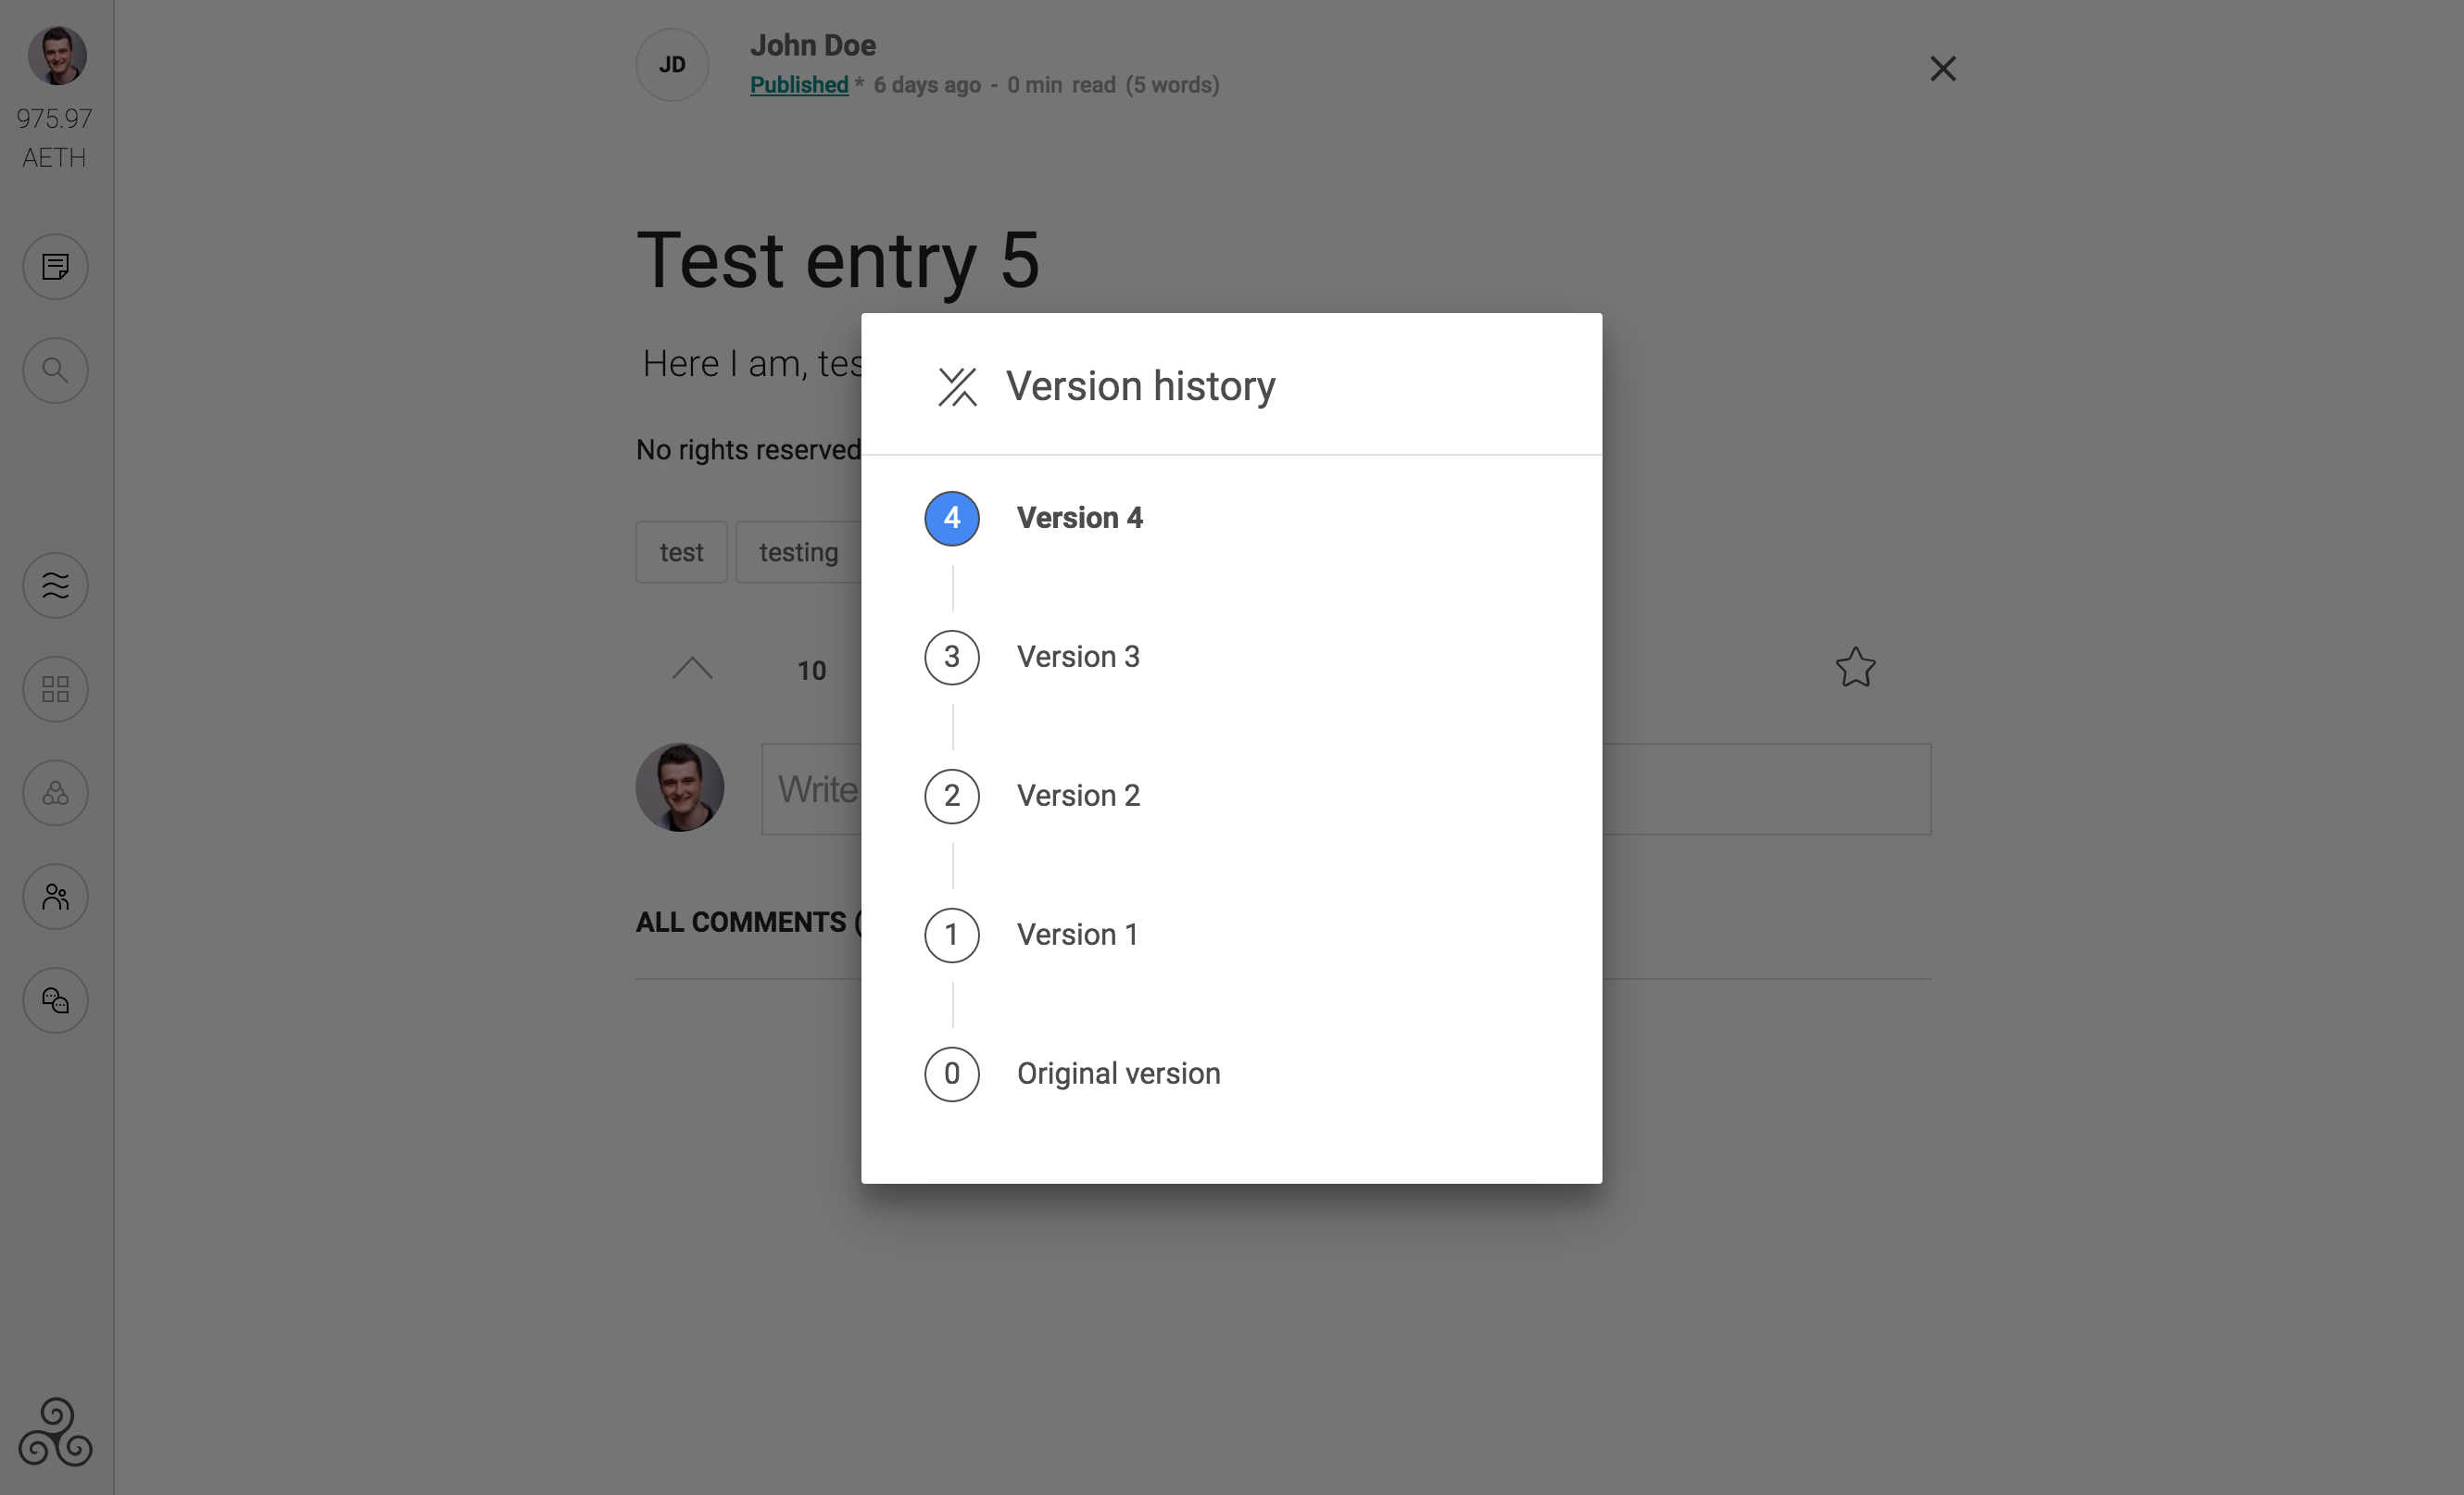 975.97
AETH
JD
John Doe
Published * 6 days ago - 0 min read (5 words)
Test entry 5
Here I am, tes
No rights reserved
test
testing
10
Write
ALL COMMENTS (
Version history
4 Version 4
3 Version 3
2 Version 2
1 Version 1
0 Original version